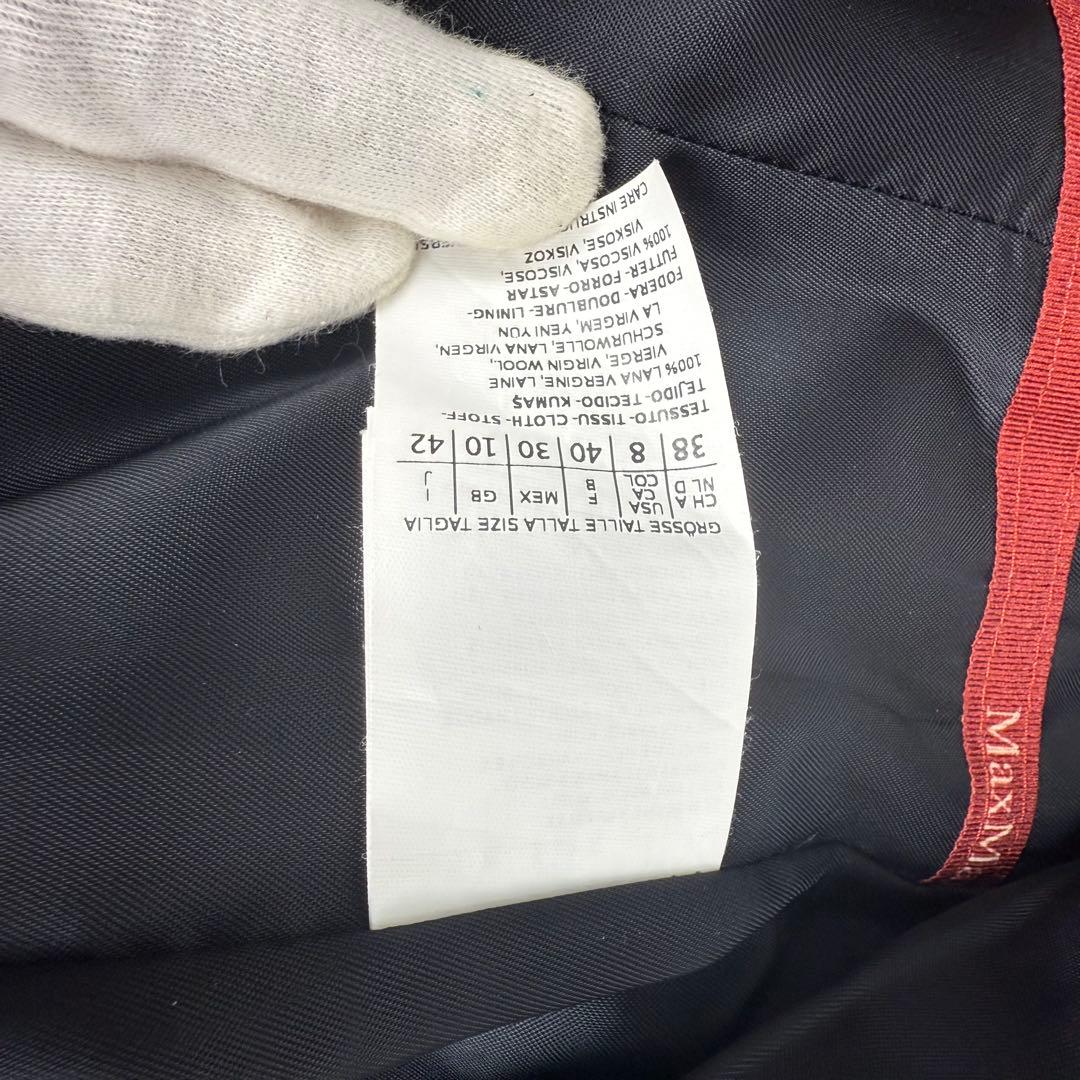 GRÖSSE TAILLE TALLA SIZE TAGLIA
CH A NL D | USA CA COL | F B | MEX | GB | I J
38 | 8 | 40 | 30 | 10 | 42
TESSUTO-TISSU-CLOTH-STOFF-
TEJIDO-TECIDO-KUMAŞ
100% LANA VERGINE, LAINE
VIERGE, VIRGIN WOOL,
SCHURWOLLE, LANA VIRGEN,
LA VIRGEM, YENI YÜN
FODERA-DOUBLURE-LINING-
FUTTER-FORRO-ASTAR
100% VISCOSA, VISCOSE,
VISKOSE, VISKOZ
CARE
MaxM